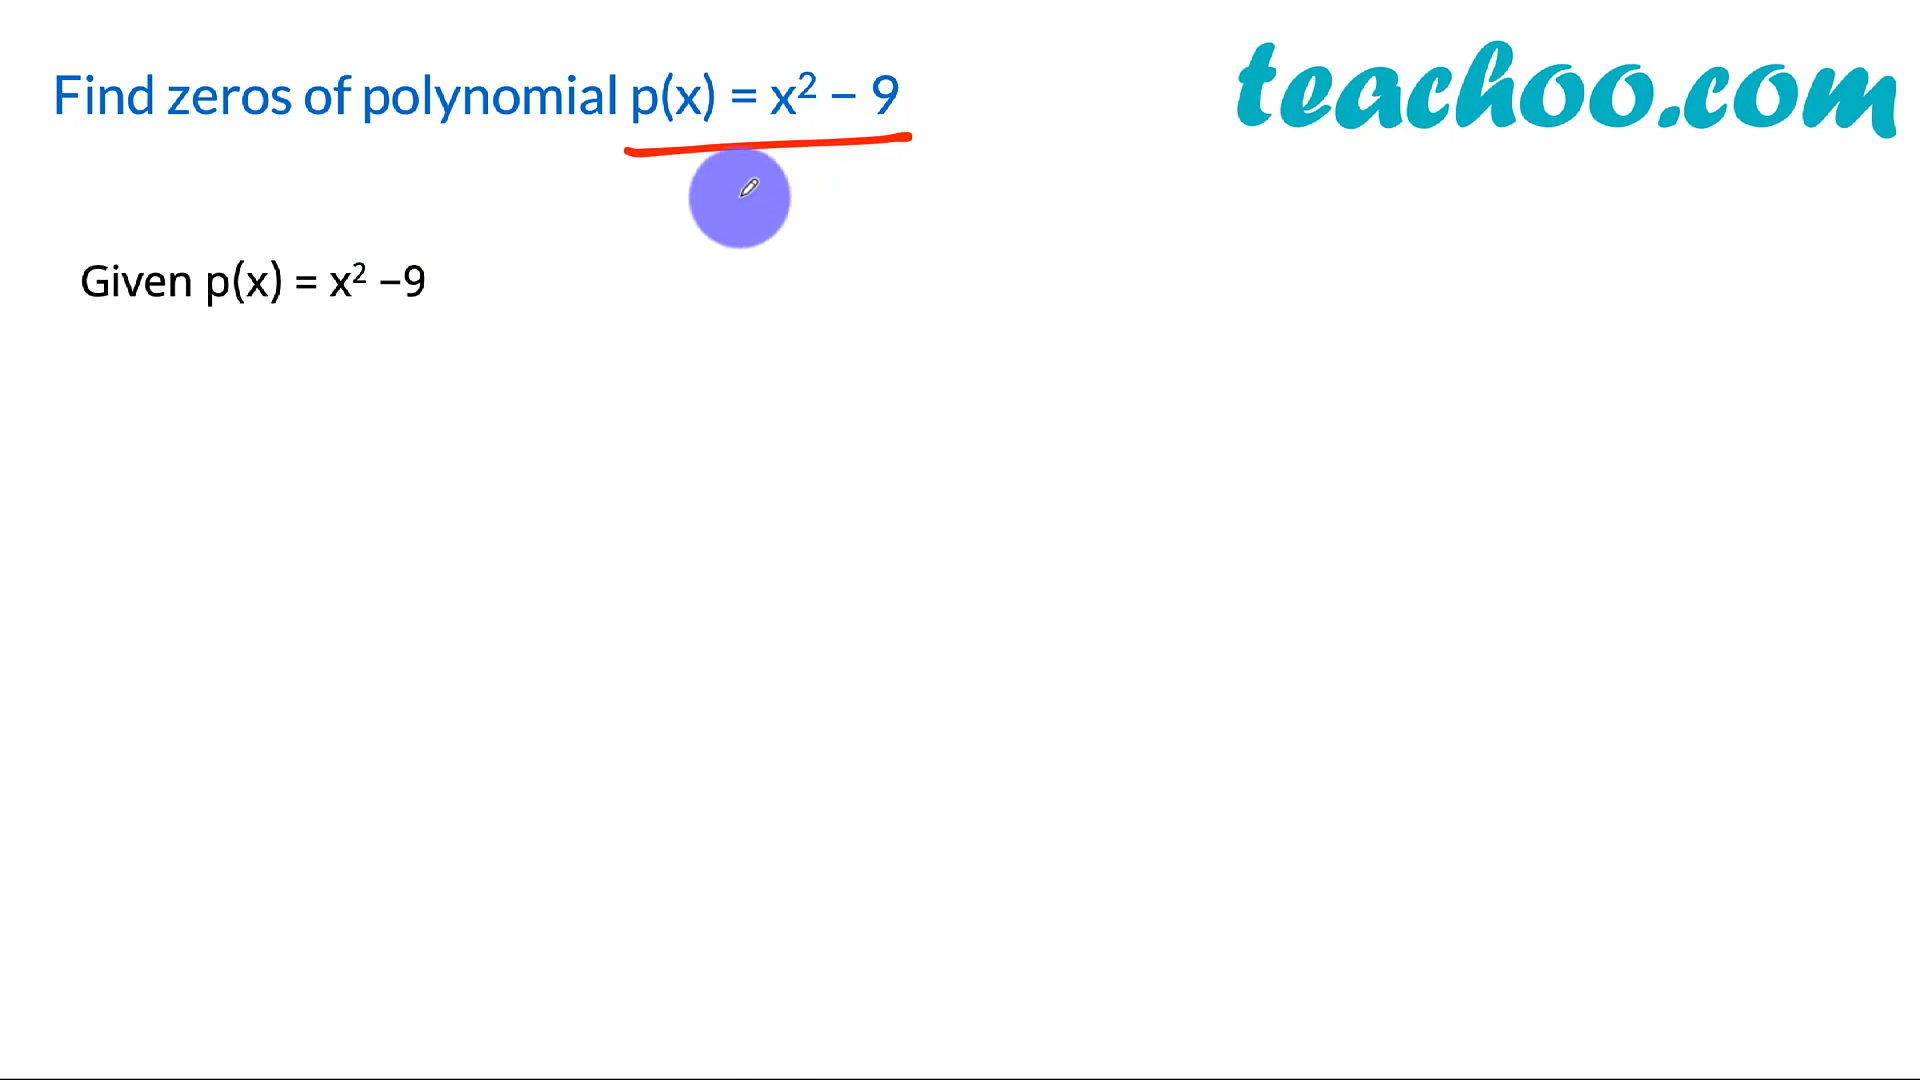 Find zeros of polynomial p(x) = x² − 9
teachoo.com
Given p(x) = x² −9